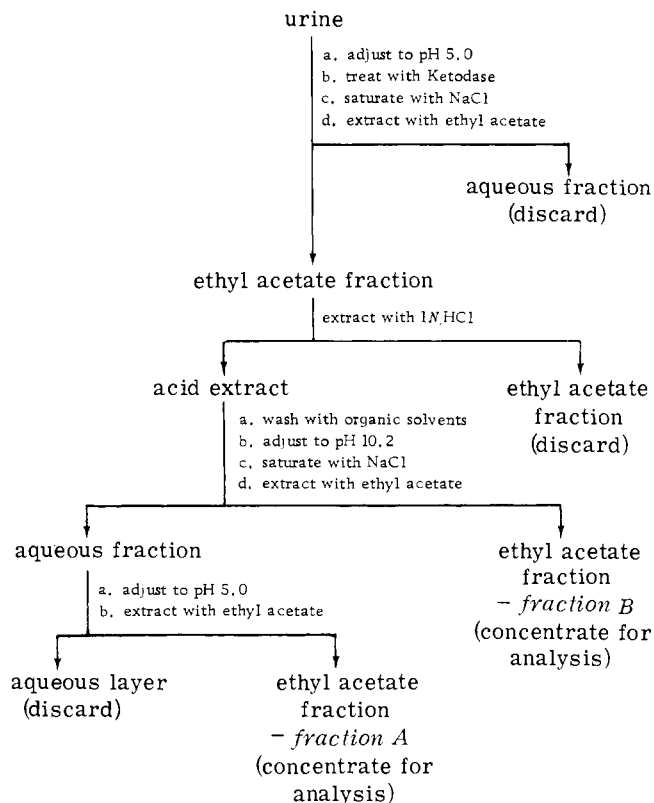 urine
a. adjust to pH 5.0
b. treat with Ketodase
c. saturate with NaCl
d. extract with ethyl acetate
aqueous fraction
(discard)
ethyl acetate fraction
extract with 1N HCl
acid extract
ethyl acetate
fraction
(discard)
a. wash with organic solvents
b. adjust to pH 10.2
c. saturate with NaCl
d. extract with ethyl acetate
aqueous fraction
ethyl acetate
fraction
- fraction B
(concentrate for
analysis)
a. adjust to pH 5.0
b. extract with ethyl acetate
aqueous layer
(discard)
ethyl acetate
fraction
- fraction A
(concentrate for
analysis)